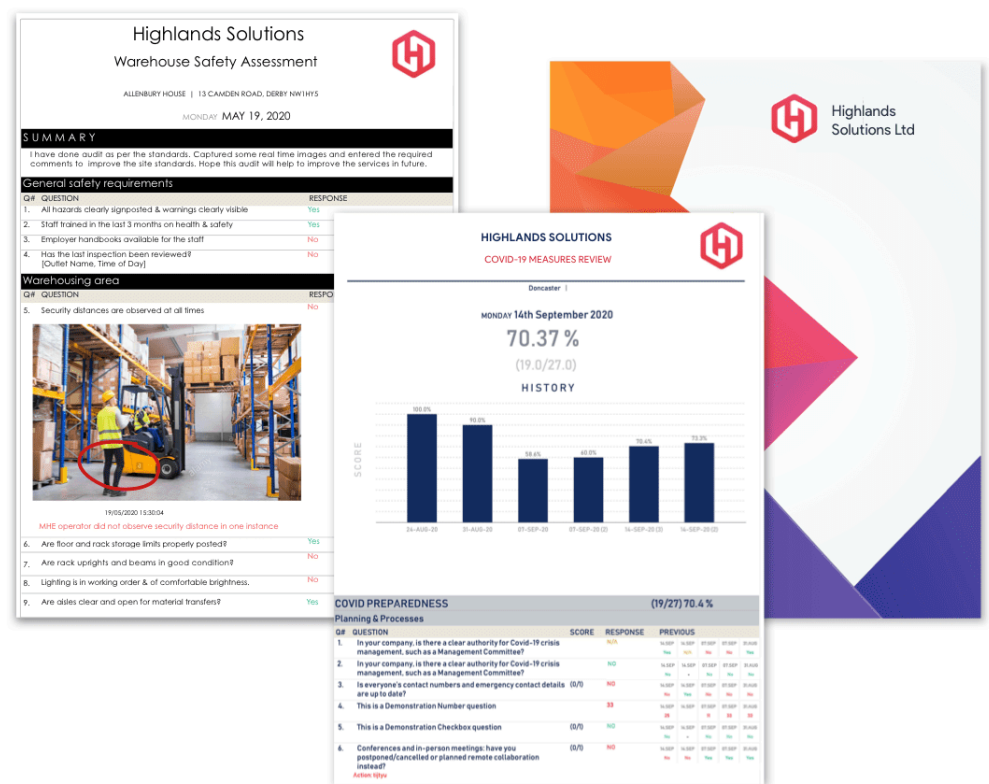 Highlands Solutions
Warehouse Safety Assessment
ALLENBURY HOUSE | 13 CAMDEN ROAD, DERBY NW1HY5
MONDAY MAY 19, 2020
SUMMARY
I have done audit as per the standards. Captured some real time images and entered the required
comments to improve the site standards. Hope this audit will help to improve the services in future.
General safety requirements
Q# QUESTION RESPONSE
1. All hazards clearly signposted & warnings clearly visible Yes
2. Staff trained in the last 3 months on health & safety Yes
3. Employer handbooks available for the staff No
4. Has the last inspection been reviewed? No
[Outlet Name, Time of Day]
Warehousing area
Q# QUESTION RESPO
5. Security distances are observed at all times No
19/05/2020 15:30:04
MHE operator did not observe security distance in one instance
6. Are floor and rack storage limits properly posted? Yes
7. Are rack uprights and beams in good condition? No
8. Lighting is in working order & of comfortable brightness. No
9. Are aisles clear and open for material transfers? Yes
Highlands
Solutions Ltd
HIGHLANDS SOLUTIONS
COVID-19 MEASURES REVIEW
Doncaster |
MONDAY 14th September 2020
70.37 %
(19.0/27.0)
HISTORY
SCORE
100.0% 90.0% 58.6% 60.0% 70.4% 73.3%
24-AUG-20 31-AUG-20 07-SEP-20 07-SEP-20 (2) 14-SEP-20 (2)
COVID PREPAREDNESS (19/27) 70.4 %
Planning & Processes
Q# QUESTION SCORE RESPONSE PREVIOUS
1. In your company, is there a clear authority for Covid-19 crisis N/A
management, such as a Management Committee?
2. In your company, is there a clear authority for Covid-19 crisis NO
management, such as a Management Committee?
3. Is everyone's contact numbers and emergency contact details (0/1) NO
are up to date?
4. This is a Demonstration Number question 33
5. This is a Demonstration Checkbox question (0/1) NO
6. Conferences and in-person meetings: have you (0/1) NO
postponed/cancelled or planned remote collaboration
instead?